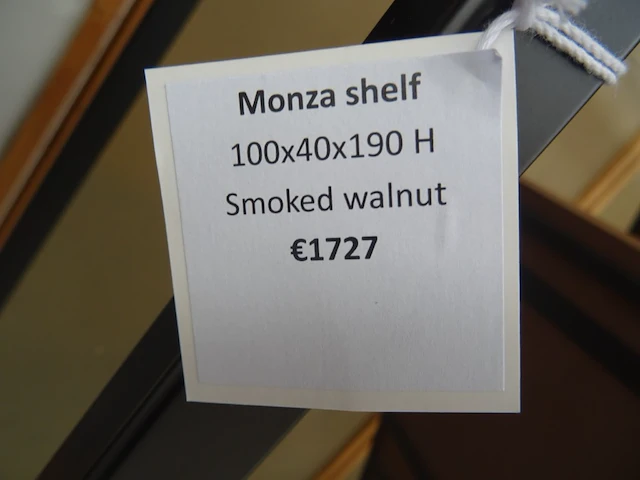 Monza shelf
100x40x190 H
Smoked walnut
€1727